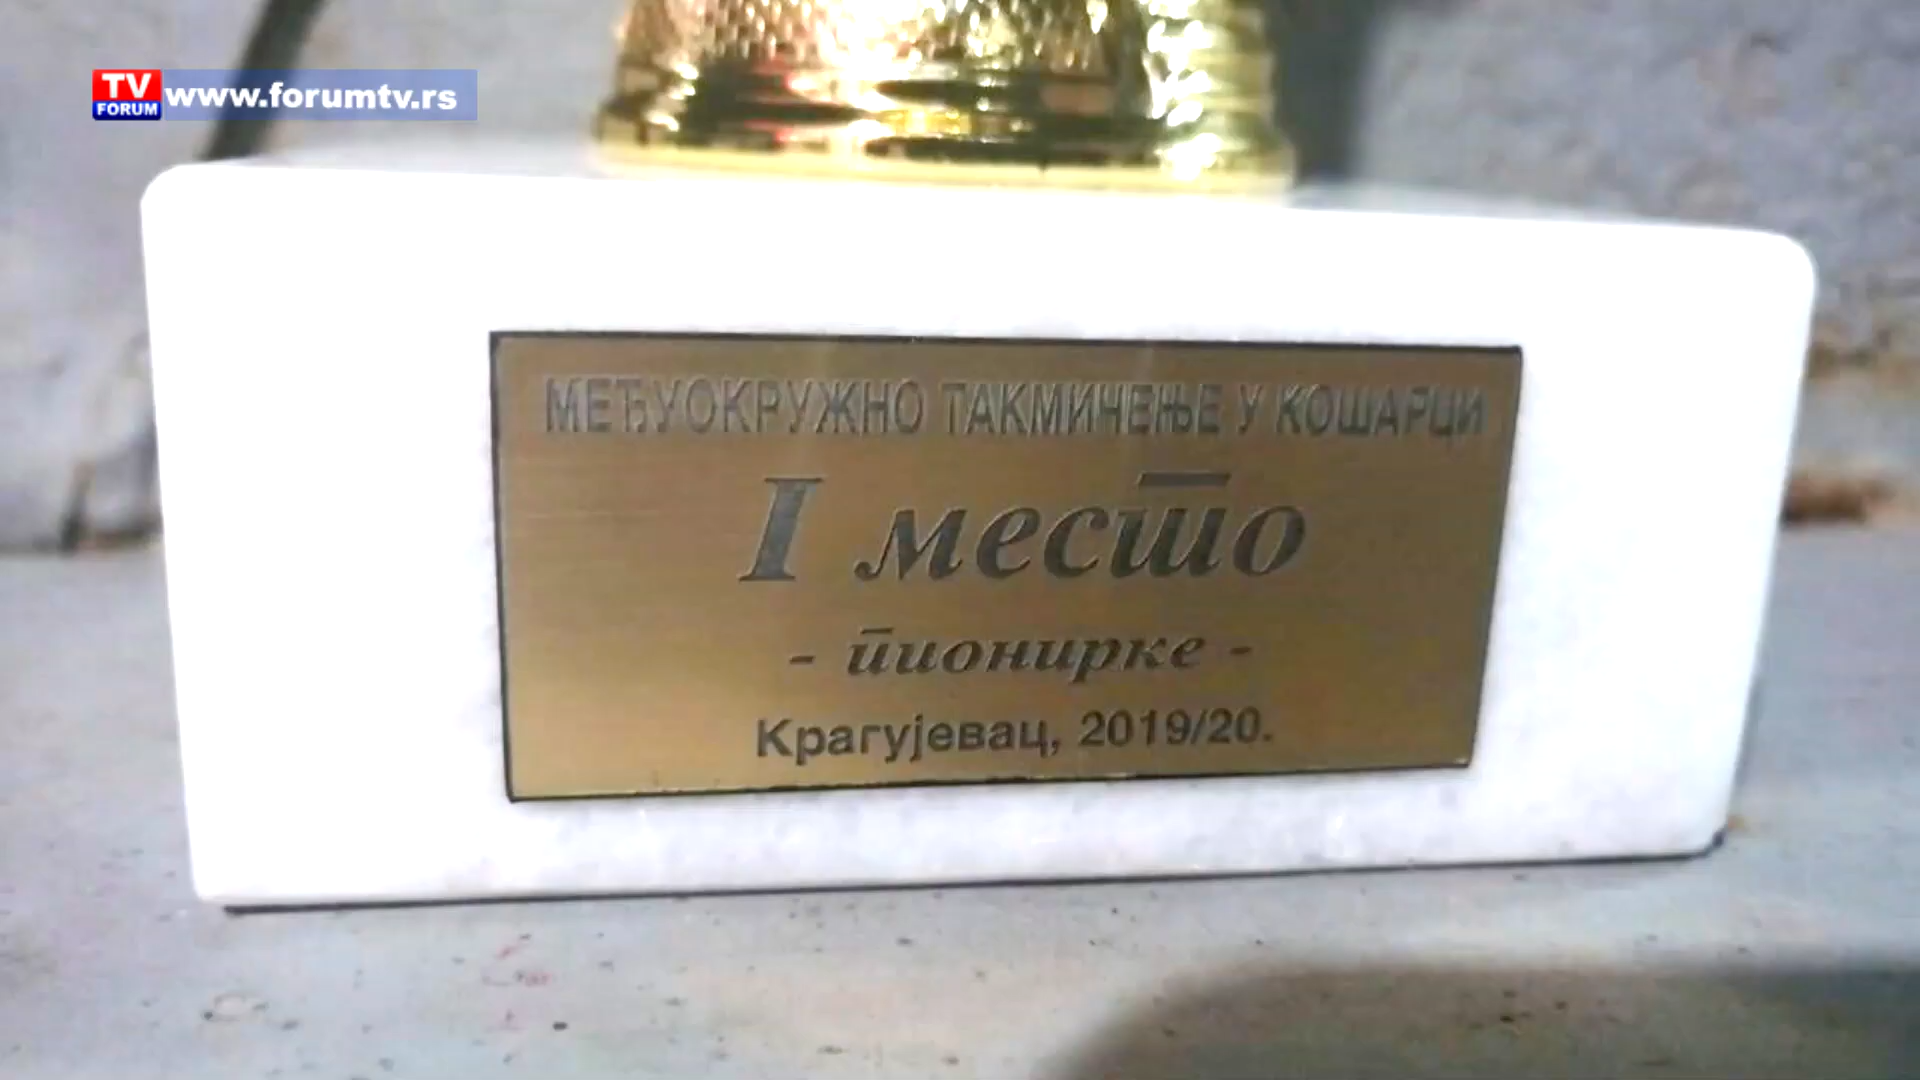 TV FORUM www.forumtv.rs
МЕЂУОКРУЖНО ТАКМИЧЕЊЕ У КОШАРЦИ
I место
- пионирке -
Крагујевац, 2019/20.